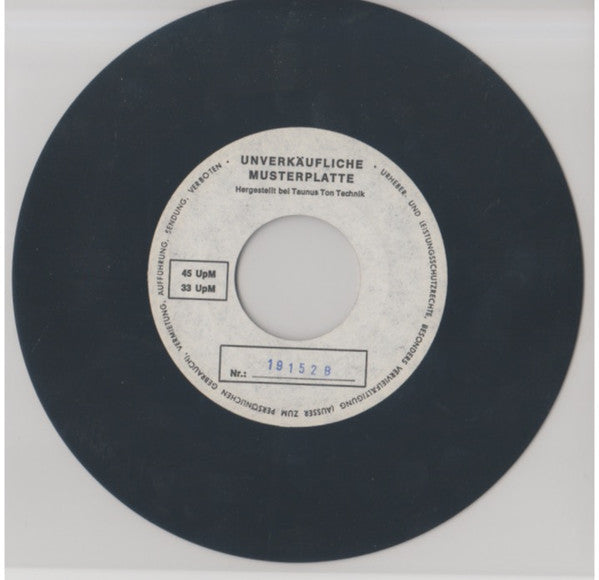 UNVERKÄUFLICHE
MUSTERPLATTE
Hergestellt bei Taunus Ton Technik
45 UpM
33 UpM
Nr.: 191528
· URHEBER- UND LEISTUNGSSCHUTZRECHTE, BESONDERS VERVIELFÄLTIGUNG (AUSSER ZUM PERSÖNLICHEN GEBRAUCH), VERMIETUNG, AUFFÜHRUNG, SENDUNG, VERBOTEN ·